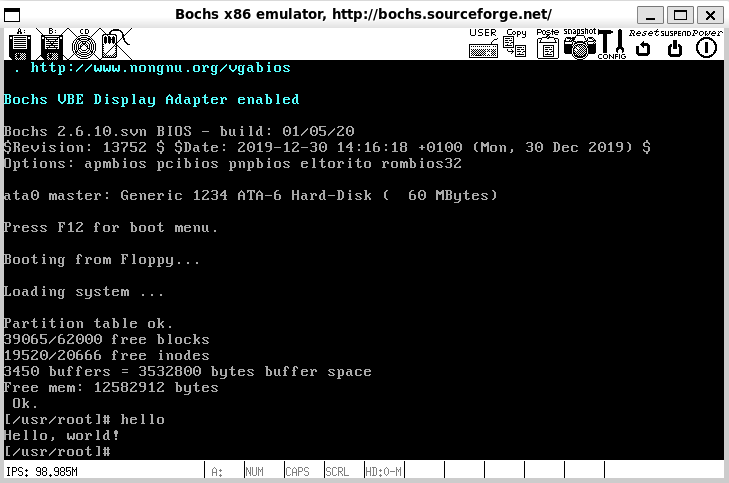 Bochs x86 emulator, http://bochs.sourceforge.net/
A: B: CD USER Copy Paste snapshot CONFIG Reset SUSPEND Power
. http://www.nongnu.org/vgabios
Bochs VBE Display Adapter enabled
Bochs 2.6.10.svn BIOS - build: 01/05/20
$Revision: 13752 $ $Date: 2019-12-30 14:16:18 +0100 (Mon, 30 Dec 2019) $
Options: apmbios pcibios pnpbios eltorito rombios32
ata0 master: Generic 1234 ATA-6 Hard-Disk (  60 MBytes)
Press F12 for boot menu.
Booting from Floppy...
Loading system ...
Partition table ok.
39065/62000 free blocks
19520/20666 free inodes
3450 buffers = 3532800 bytes buffer space
Free mem: 12582912 bytes
 Ok.
[/usr/root]# hello
Hello, world!
[/usr/root]#
IPS: 98.985M A: NUM CAPS SCRL HD:0-M